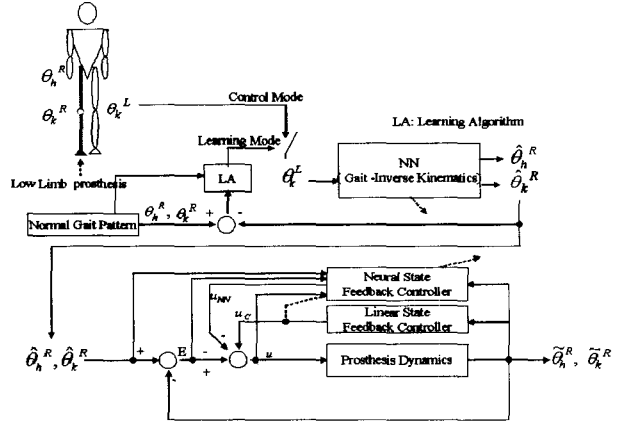 θ_h^R
θ_k^R
θ_k^L
Control Mode
LA: Learning Algorithm
Learning Mode
Low Limb prosthesis
LA
θ_k^L
NN
(Gait -Inverse Kinematics)
θ̂_h^R
θ̂_k^R
Normal Gait Pattern
θ_h^R, θ_k^R
+
-
-
Neural State
Feedback Controller
u_NN
u_C
Linear State
Feedback Controller
θ̂_h^R, θ̂_k^R
+
E
-
-
+
-
u
Prosthesis Dynamics
θ̃_h^R, θ̃_k^R